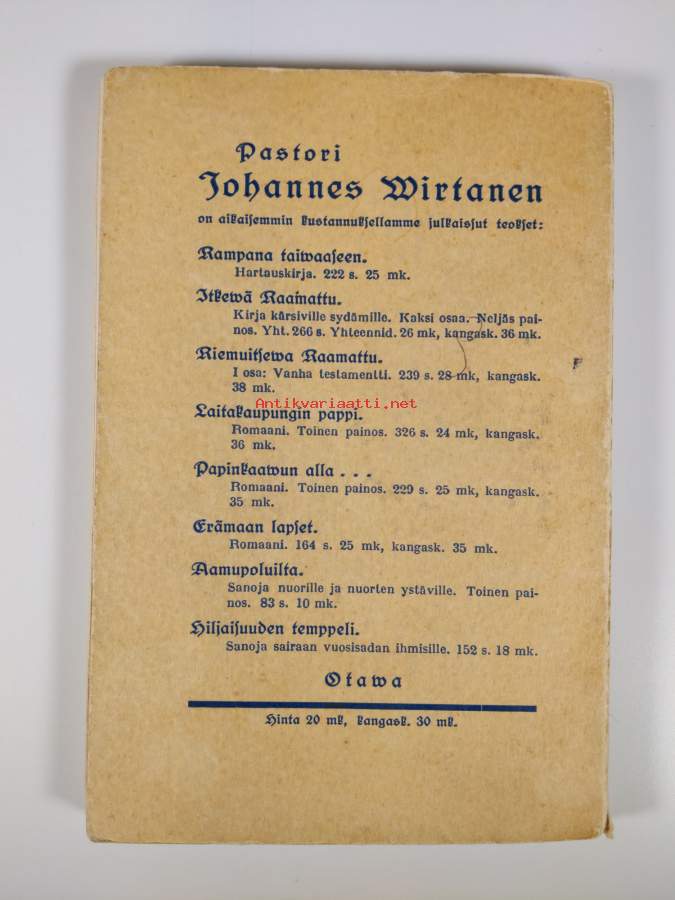 Pastori
Johannes Wirtanen
on aikaisemmin kustannuksellamme julkaissut teokset:
Rampana taiwaaseen.
Hartauskirja. 222 s. 25 mk.
Itkewä Raamattu.
Kirja kärsiville sydämille. Kaksi osaa. Neljäs pai-
nos. Yht. 266 s. Yhteennid. 26 mk, kangask. 36 mk.
Riemuitsewa Raamattu.
I osa: Vanha testamentti. 239 s. 28 mk, kangask.
38 mk.
Antikvariaatti.net
Laitakaupungin pappi.
Romaani. Toinen painos. 326 s. 24 mk, kangask.
36 mk.
Papinkaawun alla . . .
Romaani. Toinen painos. 229 s. 25 mk, kangask.
35 mk.
Erämaan lapset.
Romaani. 164 s. 25 mk, kangask. 35 mk.
Aamupoluilta.
Sanoja nuorille ja nuorten ystäville. Toinen pai-
nos. 83 s. 10 mk.
Hiljaisuuden temppeli.
Sanoja sairaan vuosisadan ihmisille. 152 s. 18 mk.
Otawa
Hinta 20 mk, kangask. 30 mk.